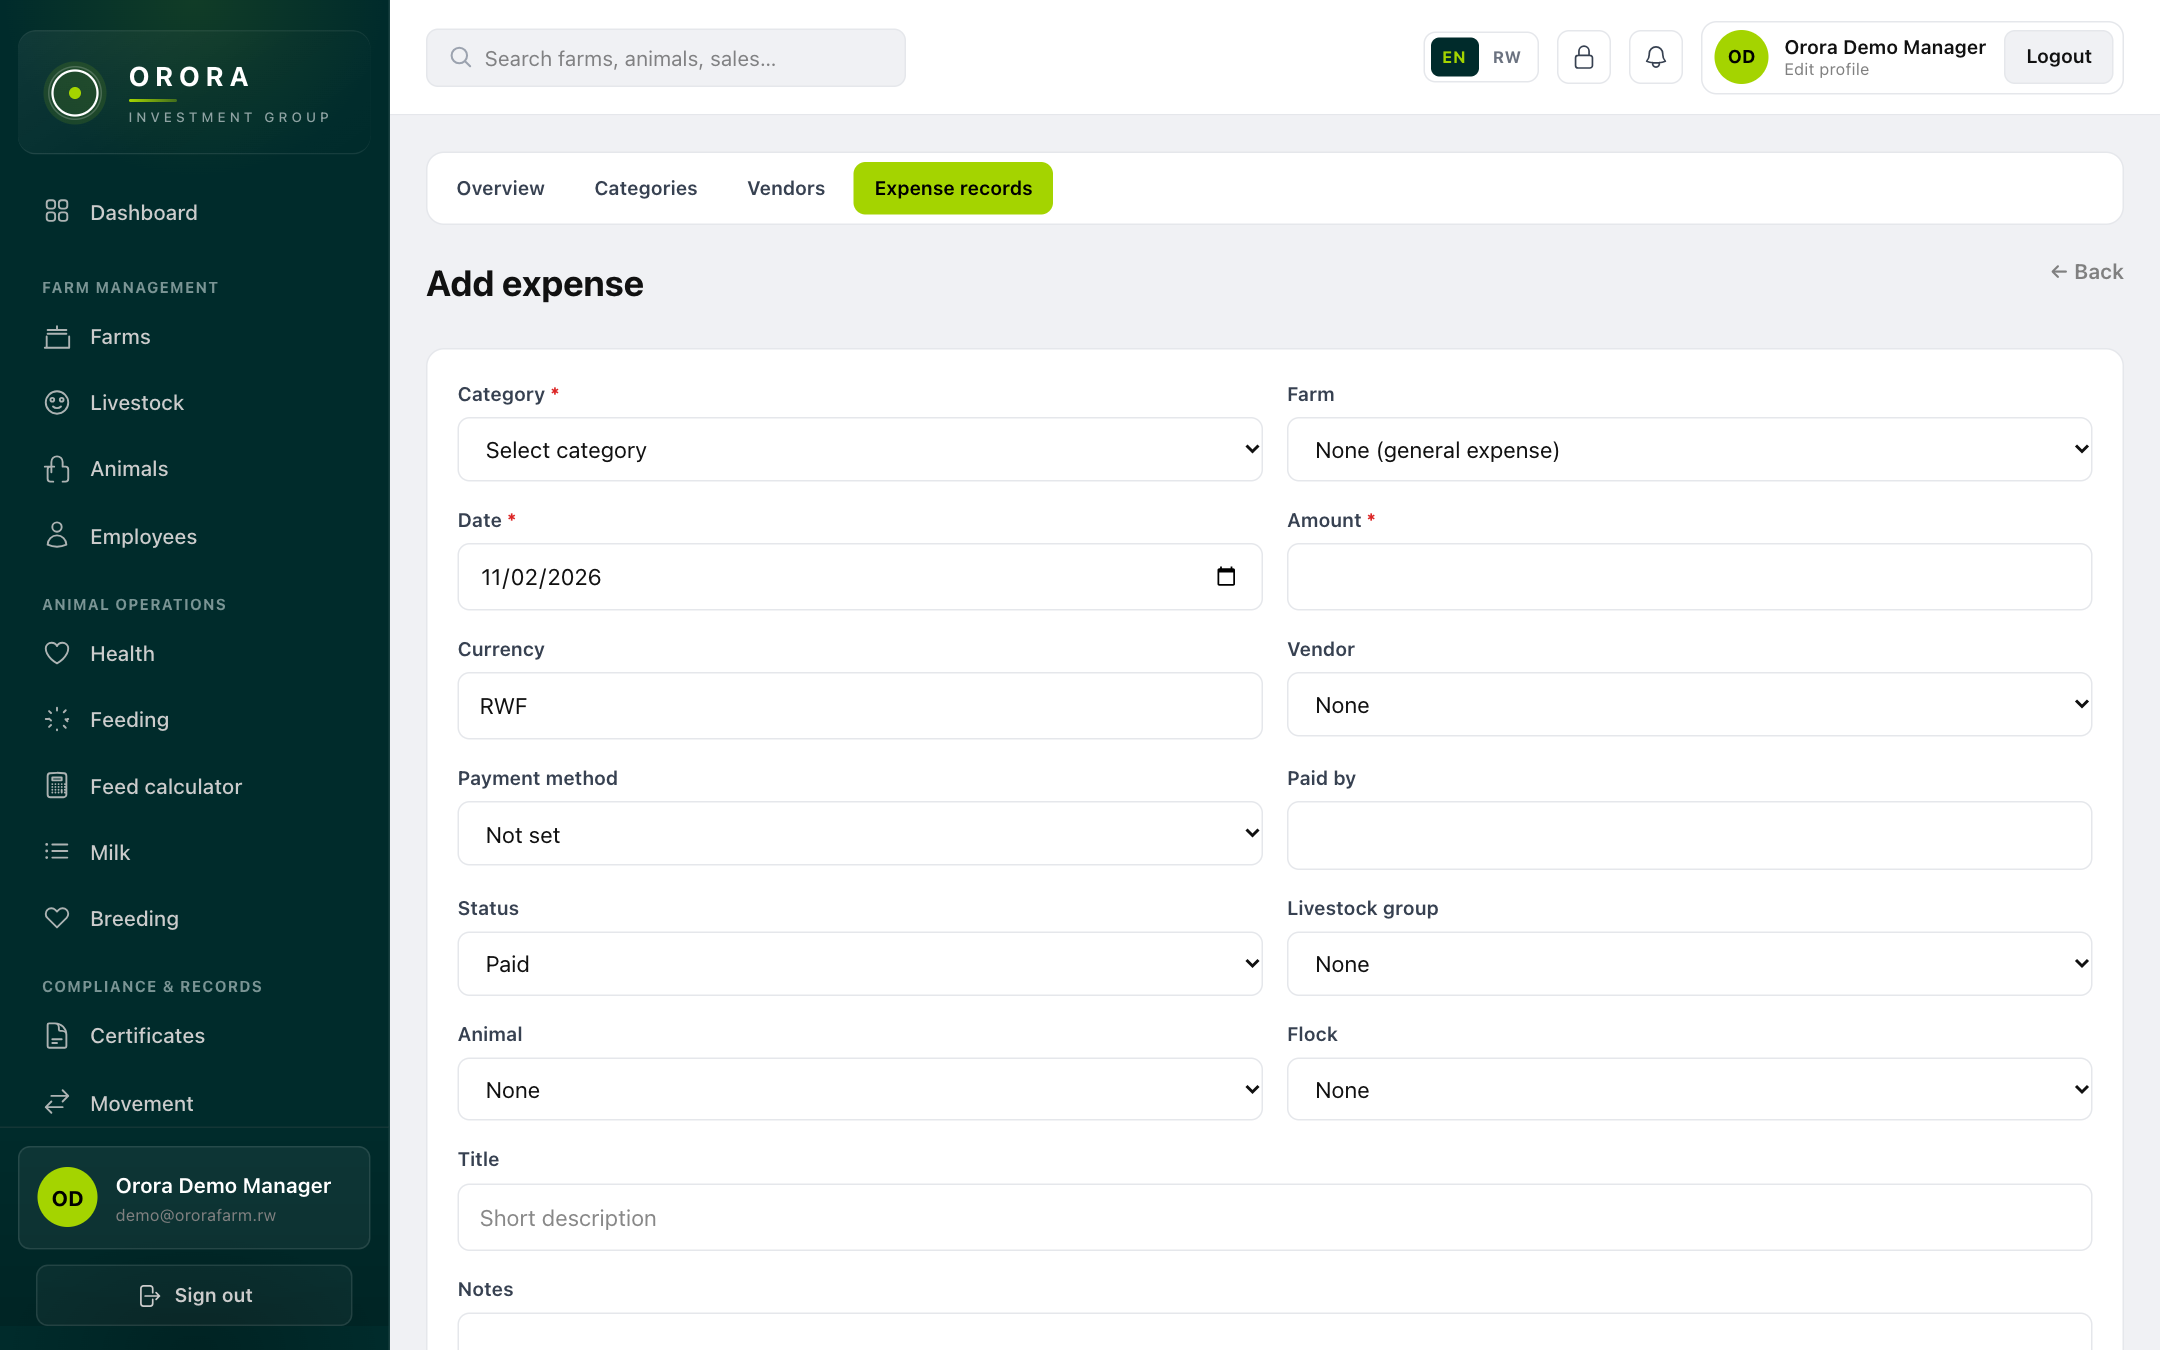 ORORA
INVESTMENT GROUP
Dashboard
FARM MANAGEMENT
Farms
Livestock
Animals
Employees
ANIMAL OPERATIONS
Health
Feeding
Feed calculator
Milk
Breeding
COMPLIANCE & RECORDS
Certificates
Movement
OD
Orora Demo Manager
demo@ororafarm.rw
Sign out
Search farms, animals, sales...
EN RW
OD
Orora Demo Manager
Edit profile
Logout
Overview Categories Vendors Expense records
Add expense
← Back
Category *
Select category
Farm
None (general expense)
Date *
11/02/2026
Amount *
Currency
RWF
Vendor
None
Payment method
Not set
Paid by
Status
Paid
Livestock group
None
Animal
None
Flock
None
Title
Short description
Notes